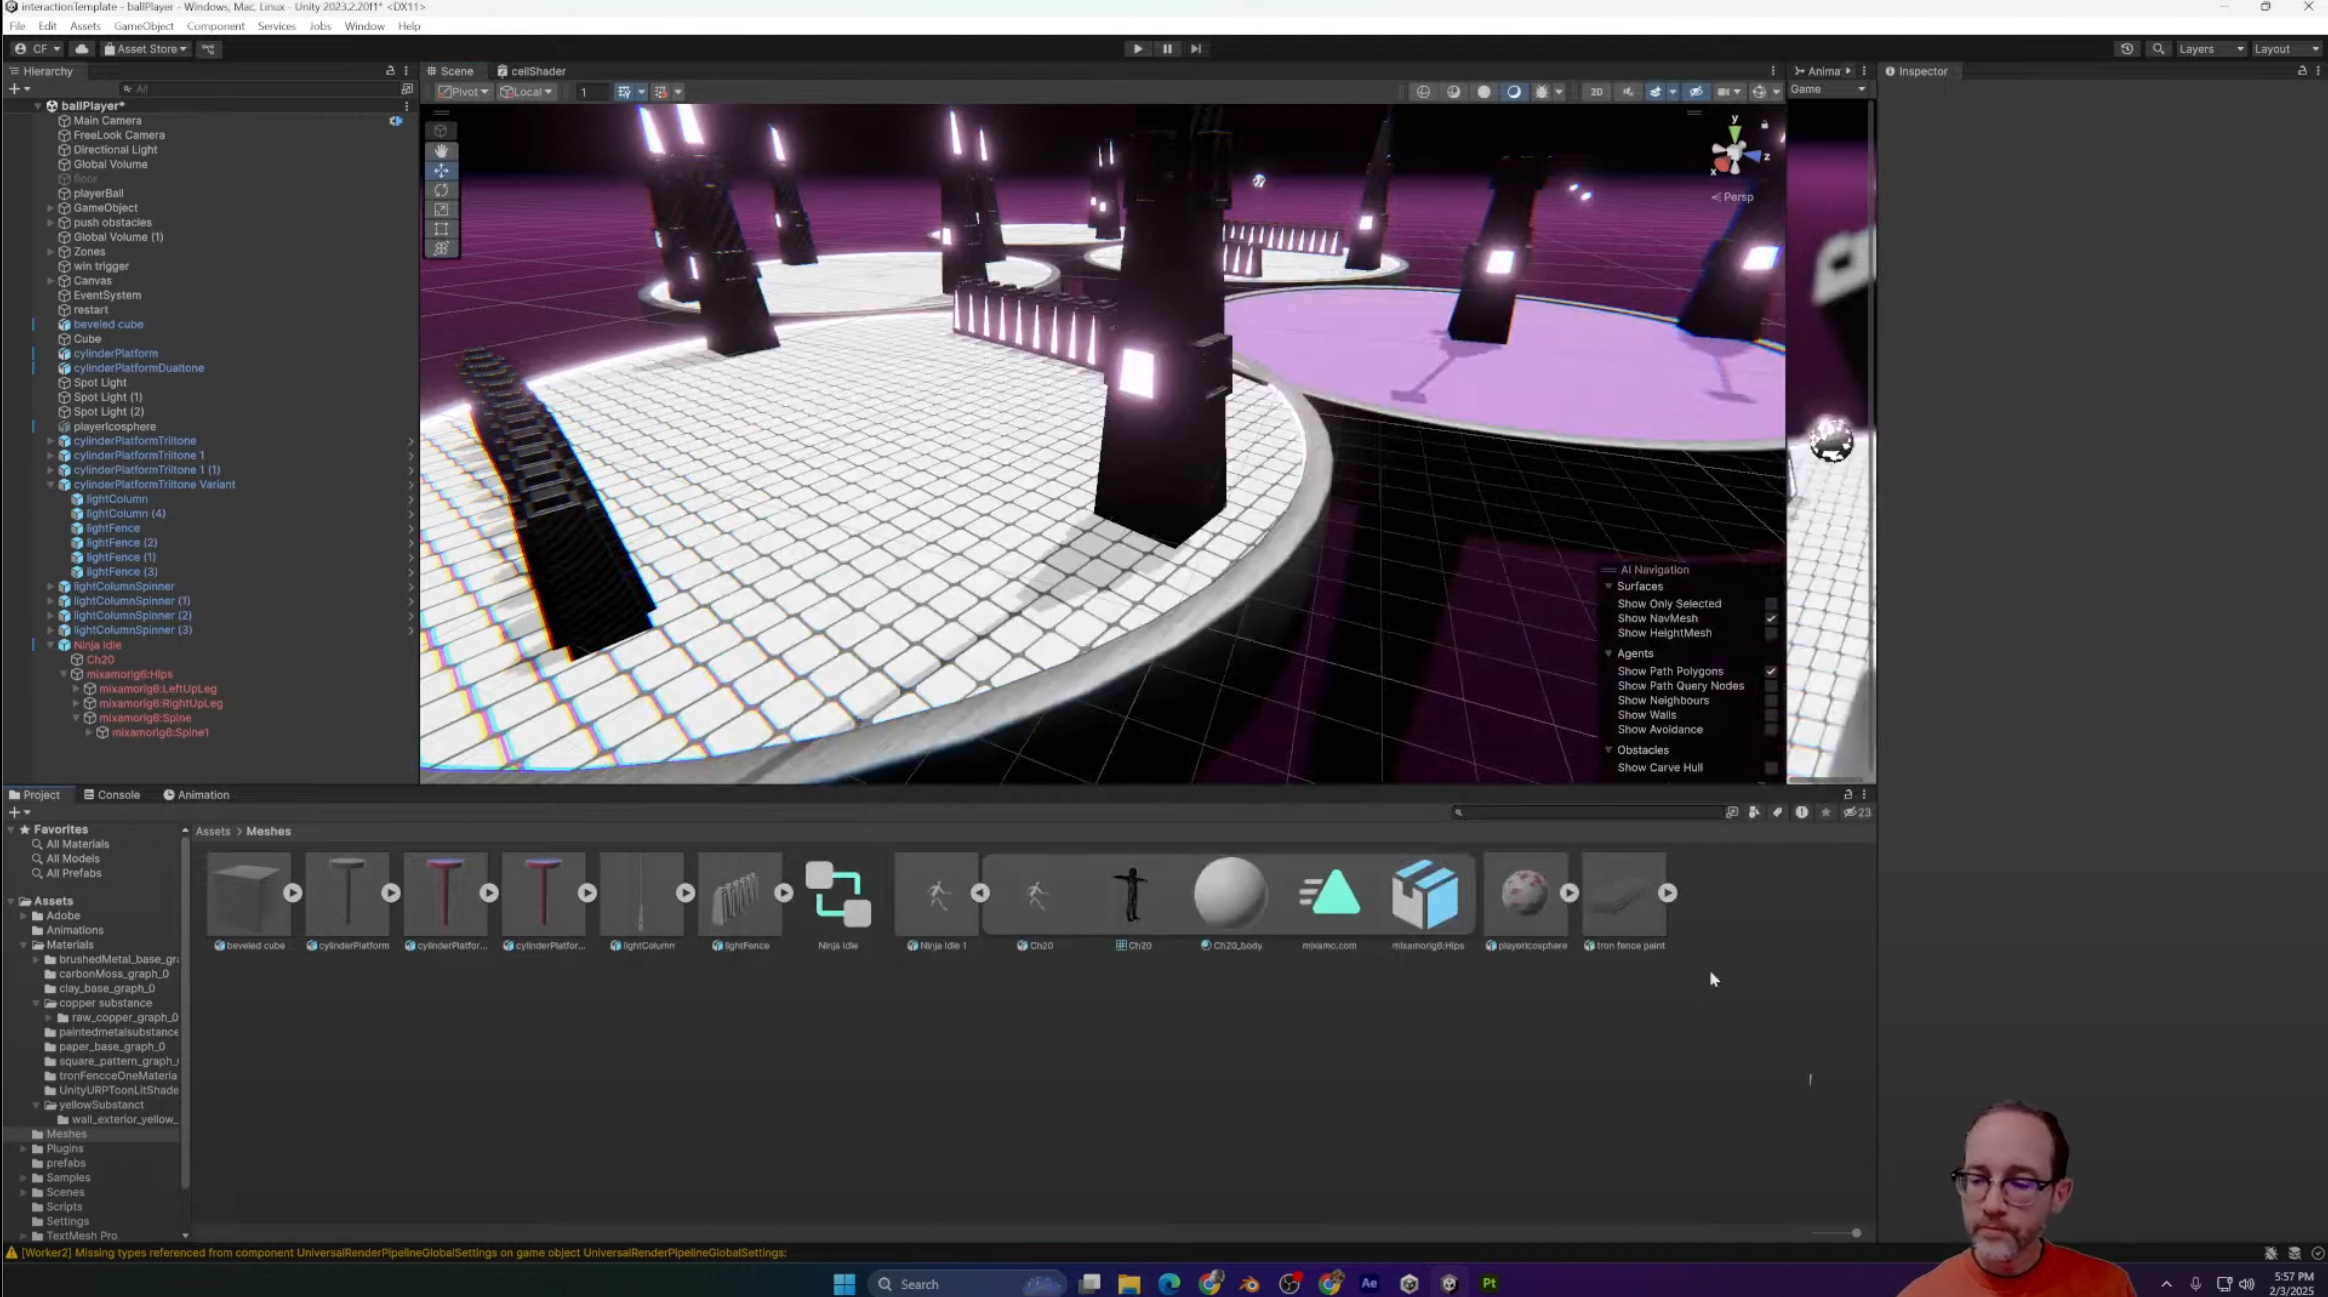 interactionTemplate - ballPlayer - Windows, Mac, Linux - Unity 2023.2.20f1* <DX11>
File Edit Assets GameObject Component Services Jobs Window Help
CF Asset Store Layers Layout
Hierarchy
All
ballPlayer*
Main Camera
FreeLook Camera
Directional Light
Global Volume
floor
playerBall
GameObject
push obstacles
Global Volume (1)
Zones
win trigger
Canvas
EventSystem
restart
beveled cube
Cube
cylinderPlatform
cylinderPlatformDualtone
Spot Light
Spot Light (1)
Spot Light (2)
playerIcosphere
cylinderPlatformTritone
cylinderPlatformTritone 1
cylinderPlatformTritone 1 (1)
cylinderPlatformTritone Variant
lightColumn
lightColumn (4)
lightFence
lightFence (2)
lightFence (1)
lightFence (3)
lightColumnSpinner
lightColumnSpinner (1)
lightColumnSpinner (2)
lightColumnSpinner (3)
Ninja Idle
Ch20
mixamorig6:Hips
mixamorig6:LeftUpLeg
mixamorig6:RightUpLeg
mixamorig6:Spine
mixamorig6:Spine1
Scene cellShader
Pivot Local 1 2D
y
z
x
Persp
AI Navigation
Surfaces
Show Only Selected
Show NavMesh
Show HeightMesh
Agents
Show Path Polygons
Show Path Query Nodes
Show Neighbours
Show Walls
Show Avoidance
Obstacles
Show Carve Hull
Anima
Game
Inspector
Project Console Animation
23
Favorites
All Materials
All Models
All Prefabs
Assets
Adobe
Animations
Materials
brushedMetal_base_gr
carbonMoss_graph_0
clay_base_graph_0
copper substance
raw_copper_graph_0
paintedmetalsubstance
paper_base_graph_0
square_pattern_graph_
tronFencceOneMateria
UnityURPToonLitShade
yellowSubstanct
wall_exterior_yellow_
Meshes
Plugins
prefabs
Samples
Scenes
Scripts
Settings
TextMesh Pro
Assets > Meshes
beveled cube cylinderPlatform cylinderPlatfor... cylinderPlatfor... lightColumn lightFence Ninja Idle Ninja Idle 1 Ch20 Ch20 Ch20_body mixamo.com mixamorig6:Hips playerIcosphere tron fence paint
[Worker2] Missing types referenced from component UniversalRenderPipelineGlobalSettings on game object UniversalRenderPipelineGlobalSettings:
Search
Ae
Pt
5:57 PM
2/3/2025